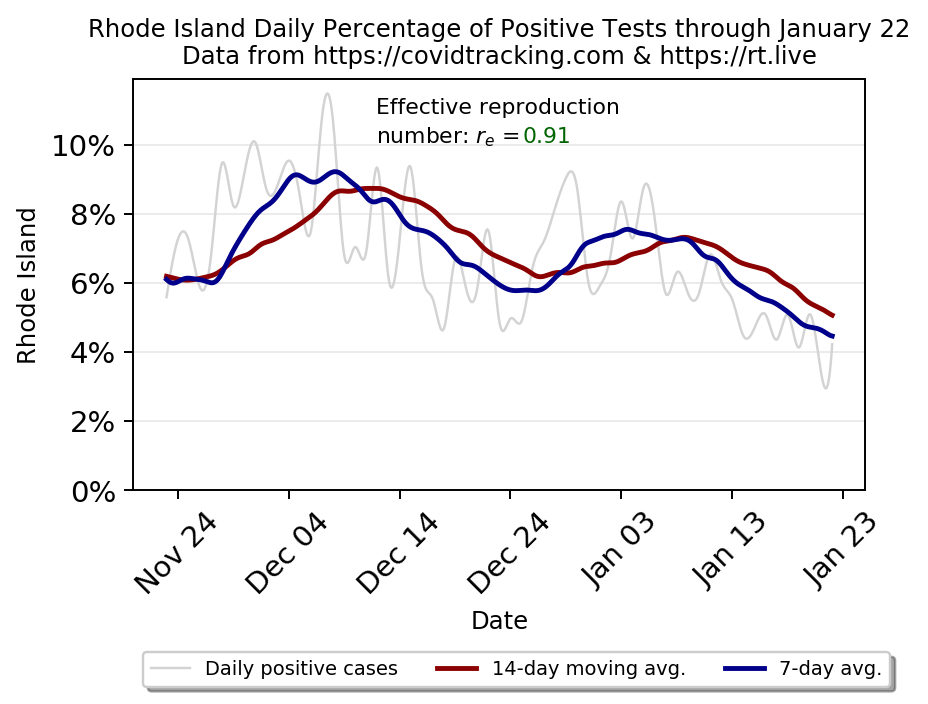 Rhode Island Daily Percentage of Positive Tests through January 22
Data from https://covidtracking.com & https://rt.live
Effective reproduction
number: rₑ =0.91
Rhode Island
10%
8%
6%
4%
2%
0%
Nov 24
Dec 04
Dec 14
Dec 24
Jan 03
Jan 13
Jan 23
Date
Daily positive cases
14-day moving avg.
7-day avg.